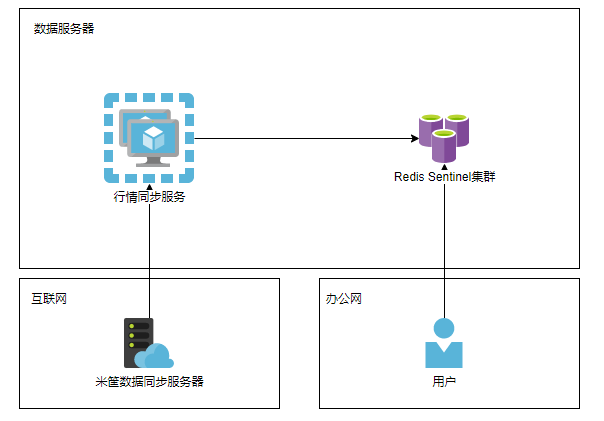 数据服务器
行情同步服务
Redis Sentinel集群
互联网
米筐数据同步服务器
办公网
用户